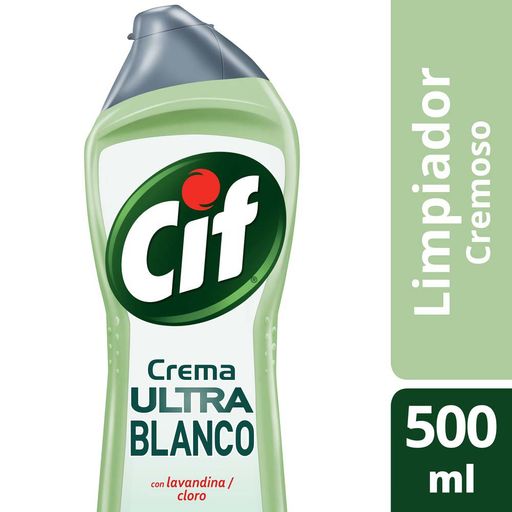 Cif
Crema
ULTRA
BLANCO
con lavandina /
cloro
Limpiador
Cremoso
500
ml